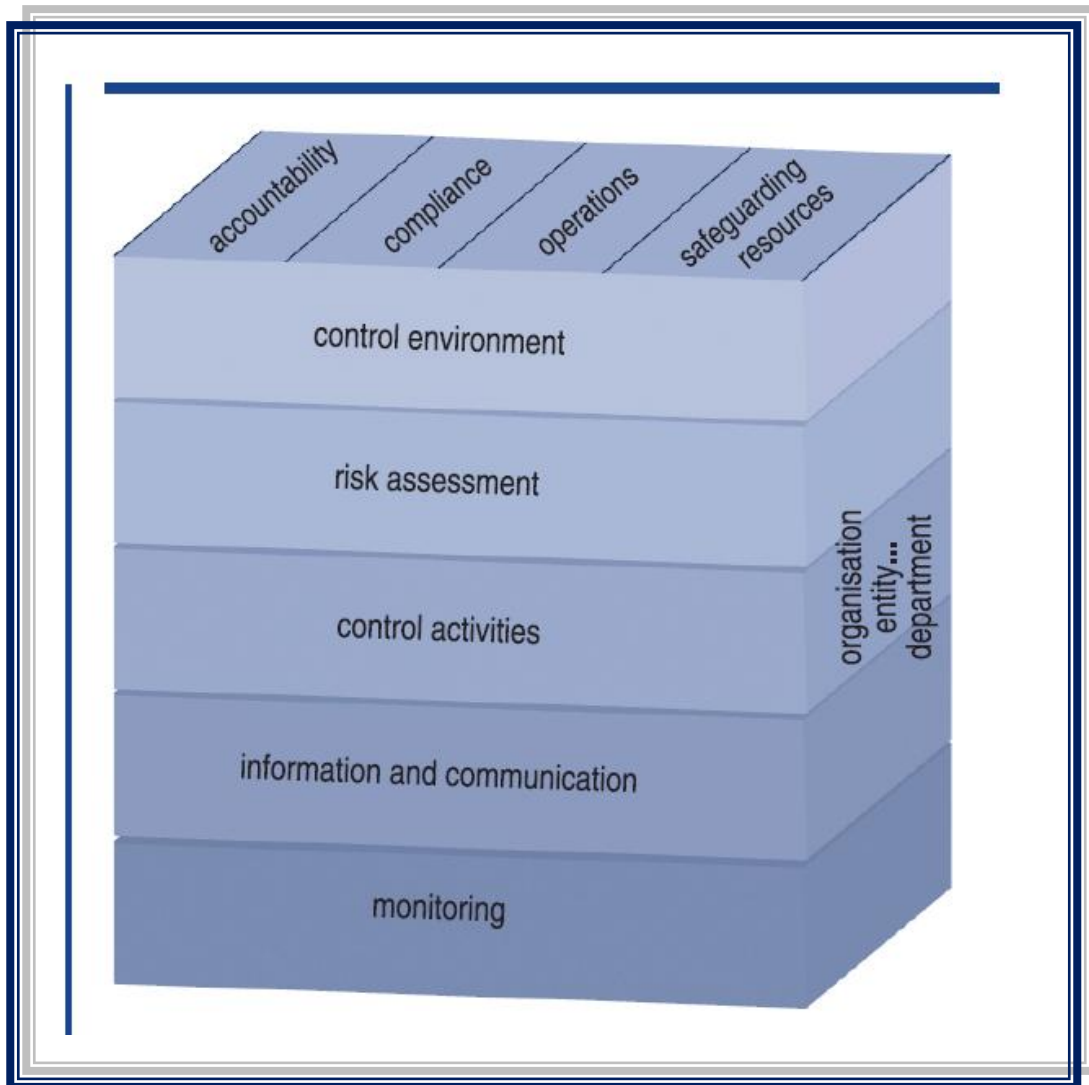 accountability
compliance
operations
safeguarding
resources
control environment
risk assessment
control activities
information and communication
monitoring
organisation
entity...
department